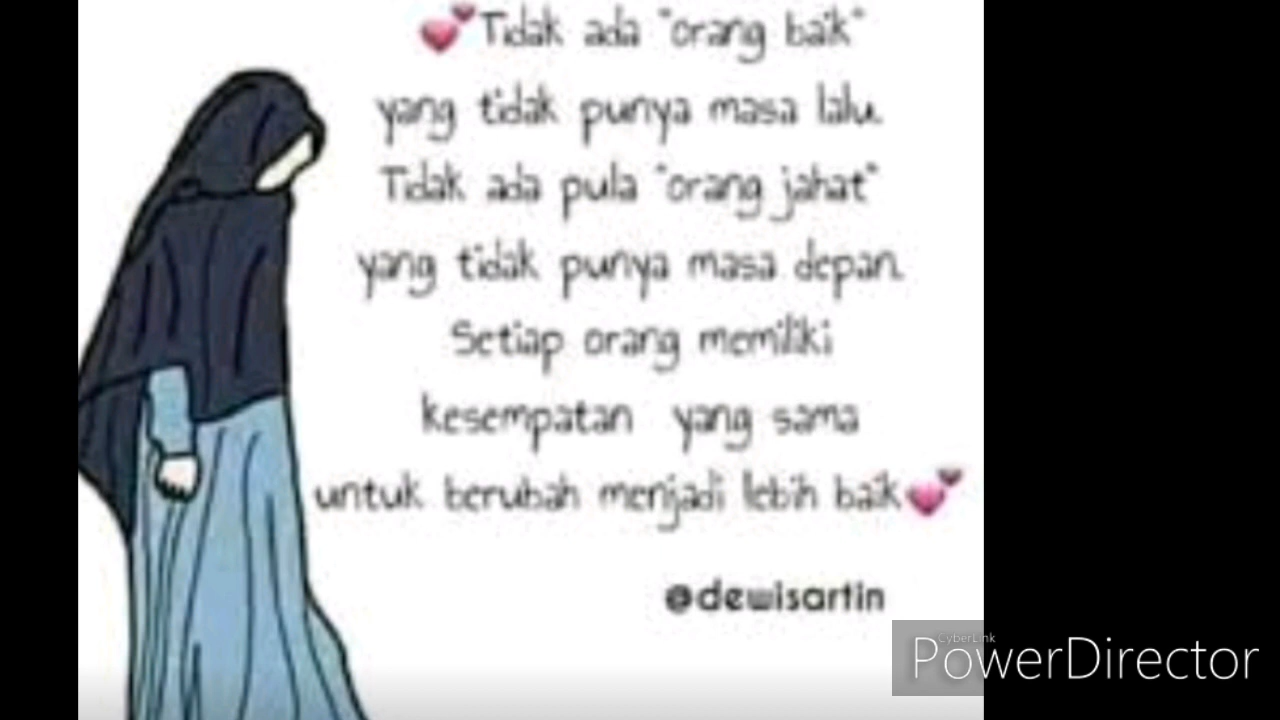 💕Tidak ada "orang baik"
yang tidak punya masa lalu.
Tidak ada pula "orang jahat"
yang tidak punya masa depan.
Setiap orang memiliki
kesempatan yang sama
untuk berubah menjadi lebih baik💕
@dewisartin
CyberLink
PowerDirector